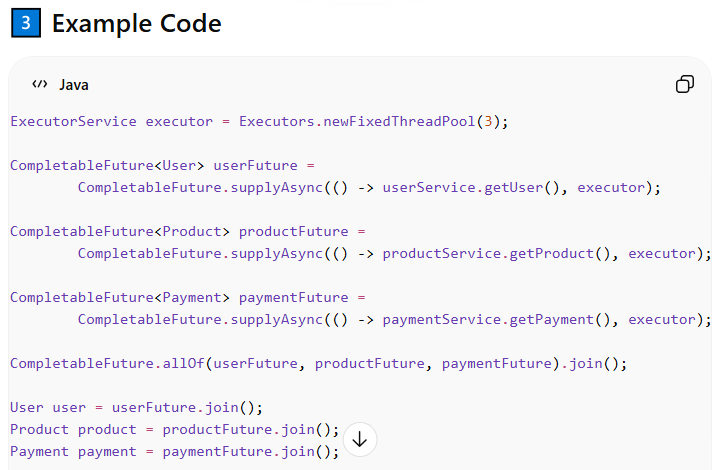 3 Example Code
</> Java
ExecutorService executor = Executors.newFixedThreadPool(3);
CompletableFuture<User> userFuture =
        CompletableFuture.supplyAsync(() -> userService.getUser(), executor);
CompletableFuture<Product> productFuture =
        CompletableFuture.supplyAsync(() -> productService.getProduct(), executor);
CompletableFuture<Payment> paymentFuture =
        CompletableFuture.supplyAsync(() -> paymentService.getPayment(), executor);
CompletableFuture.allOf(userFuture, productFuture, paymentFuture).join();
User user = userFuture.join();
Product product = productFuture.join();
Payment payment = paymentFuture.join();